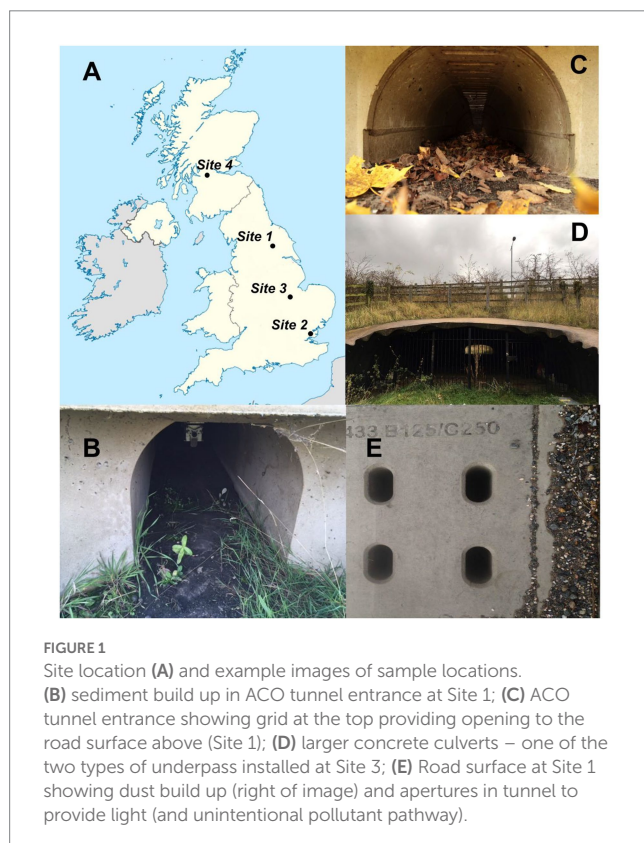 A
Site 4
Site 1
Site 3
Site 2
C
D
B
E
433 B125/C250
FIGURE 1
Site location (A) and example images of sample locations.
(B) sediment build up in ACO tunnel entrance at Site 1; (C) ACO
tunnel entrance showing grid at the top providing opening to the
road surface above (Site 1); (D) larger concrete culverts – one of the
two types of underpass installed at Site 3; (E) Road surface at Site 1
showing dust build up (right of image) and apertures in tunnel to
provide light (and unintentional pollutant pathway).